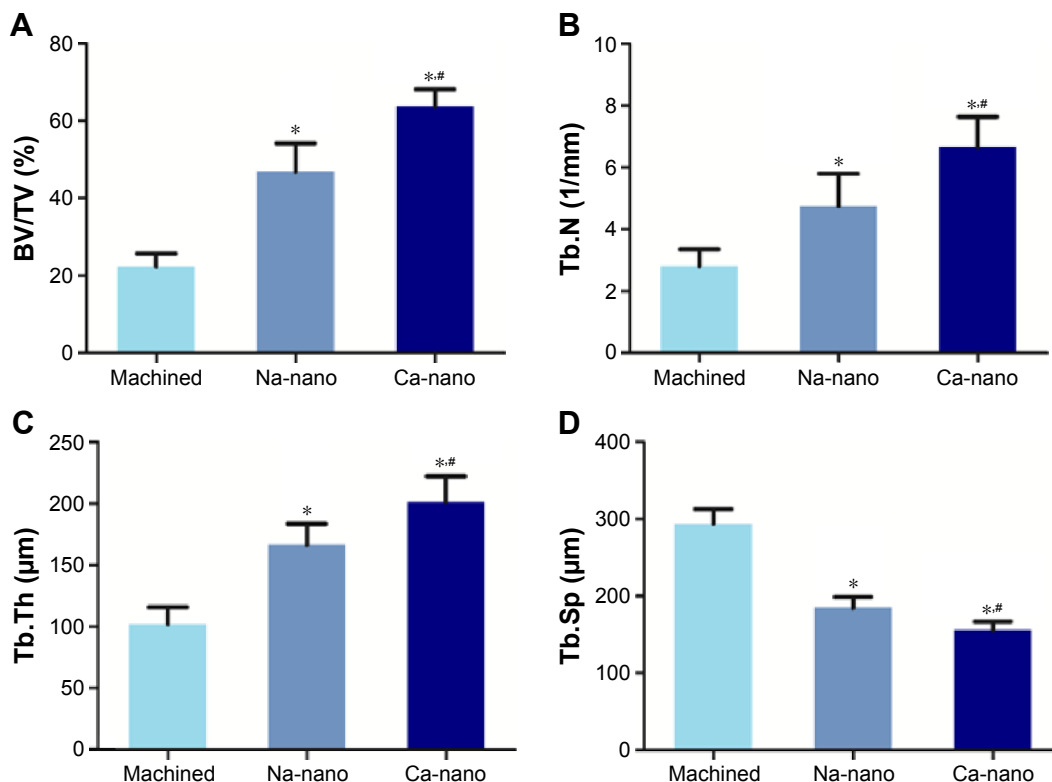 A
BV/TV (%)
80
60
40
20
0
*
*,#
Machined Na-nano Ca-nano
B
Tb.N (1/mm)
10
8
6
4
2
0
*
*,#
Machined Na-nano Ca-nano
C
Tb.Th (µm)
250
200
150
100
50
0
*
*,#
Machined Na-nano Ca-nano
D
Tb.Sp (µm)
400
300
200
100
0
*
*,#
Machined Na-nano Ca-nano